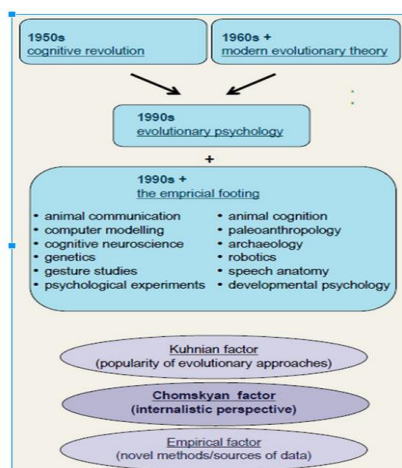 1950s
cognitive revolution
1960s +
modern evolutionary theory
1990s
evolutionary psychology
+
1990s +
the empricial footing
• animal communication
• computer modelling
• cognitive neuroscience
• genetics
• gesture studies
• psychological experiments
• animal cognition
• paleoanthropology
• archaeology
• robotics
• speech anatomy
• developmental psychology
Kuhnian factor
(popularity of evolutionary approaches)
Chomskyan factor
(internalistic perspective)
Empirical factor
(novel methods/sources of data)